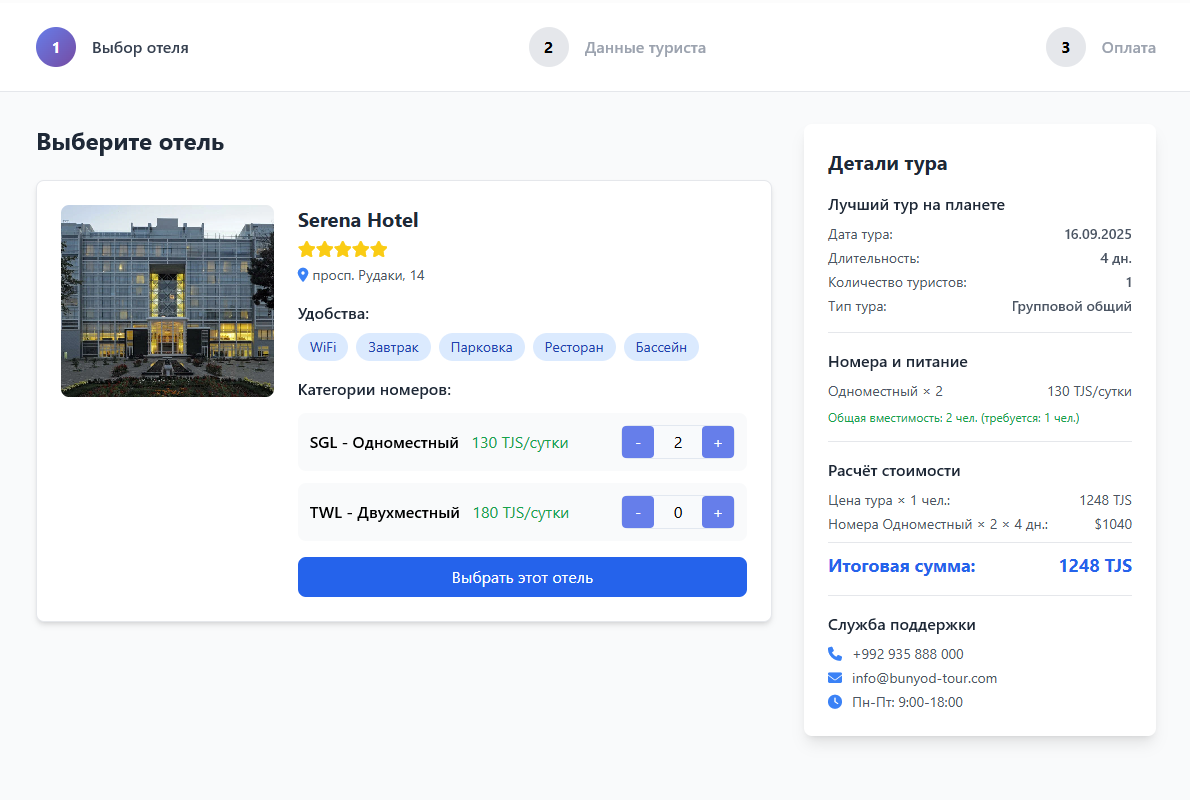 1 Выбор отеля
2 Данные туриста
3 Оплата
Выберите отель
Serena Hotel
просп. Рудаки, 14
Удобства:
WiFi Завтрак Парковка Ресторан Бассейн
Категории номеров:
SGL - Одноместный 130 TJS/сутки - 2 +
TWL - Двухместный 180 TJS/сутки - 0 +
Выбрать этот отель
Детали тура
Лучший тур на планете
Дата тура: 16.09.2025
Длительность: 4 дн.
Количество туристов: 1
Тип тура: Групповой общий
Номера и питание
Одноместный × 2 130 TJS/сутки
Общая вместимость: 2 чел. (требуется: 1 чел.)
Расчёт стоимости
Цена тура × 1 чел.: 1248 TJS
Номера Одноместный × 2 × 4 дн.: $1040
Итоговая сумма: 1248 TJS
Служба поддержки
+992 935 888 000
info@bunyod-tour.com
Пн-Пт: 9:00-18:00